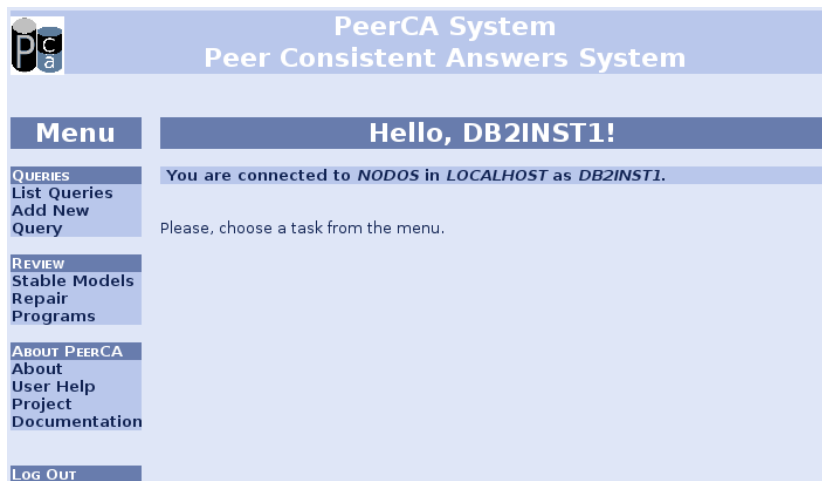 P c a
PeerCA System
Peer Consistent Answers System
Menu
QUERIES
List Queries
Add New
Query
REVIEW
Stable Models
Repair
Programs
ABOUT PEERCA
About
User Help
Project
Documentation
LOG OUT
Hello, DB2INST1!
You are connected to NODOS in LOCALHOST as DB2INST1.
Please, choose a task from the menu.